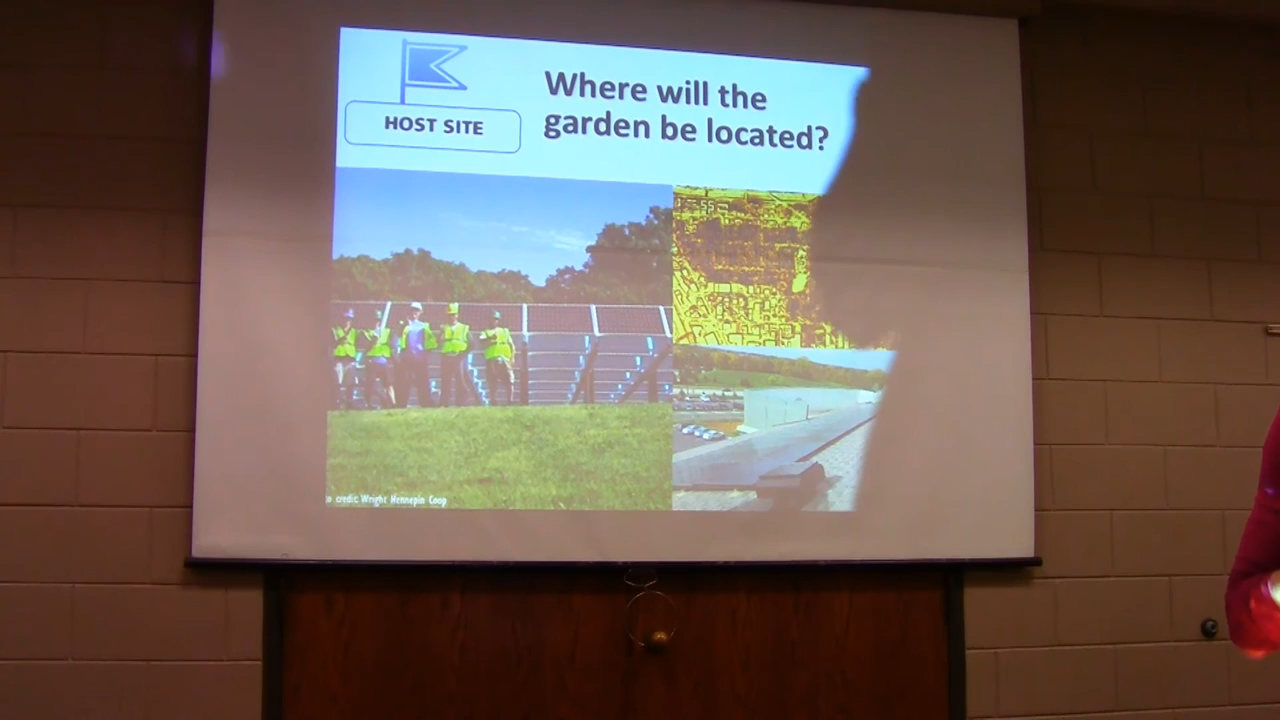 HOST SITE
Where will the
garden be located?
credit: Wright Hennepin Coop